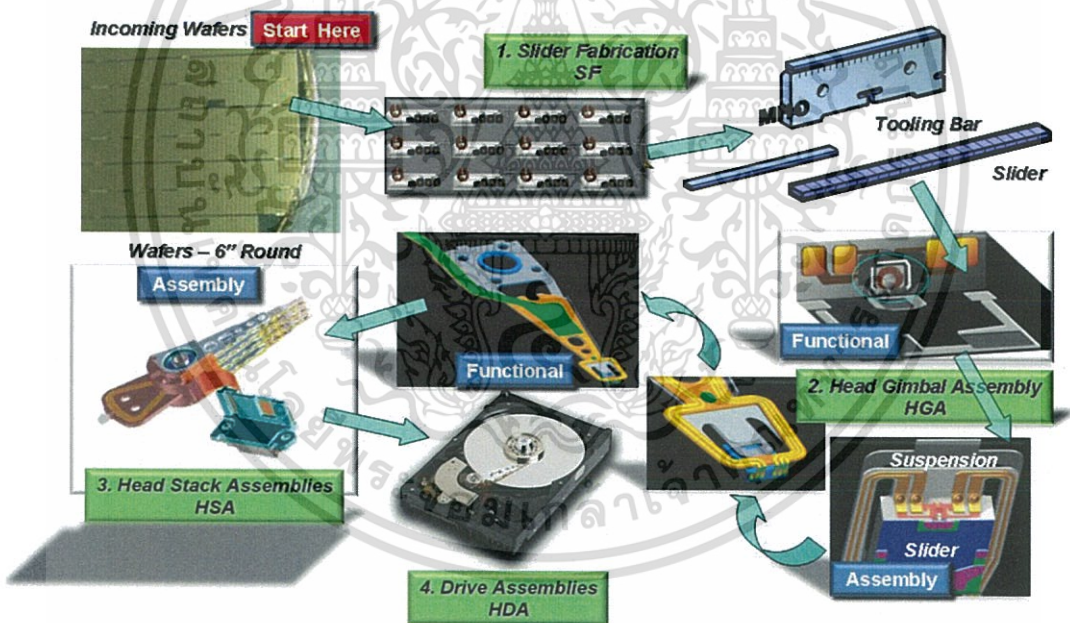 Incoming Wafers
Start Here
1. Slider Fabrication
SF
Tooling Bar
Slider
Wafers – 6" Round
Assembly
Functional
Functional
2. Head Gimbal Assembly
HGA
3. Head Stack Assemblies
HSA
Suspension
Slider
Assembly
4. Drive Assemblies
HDA